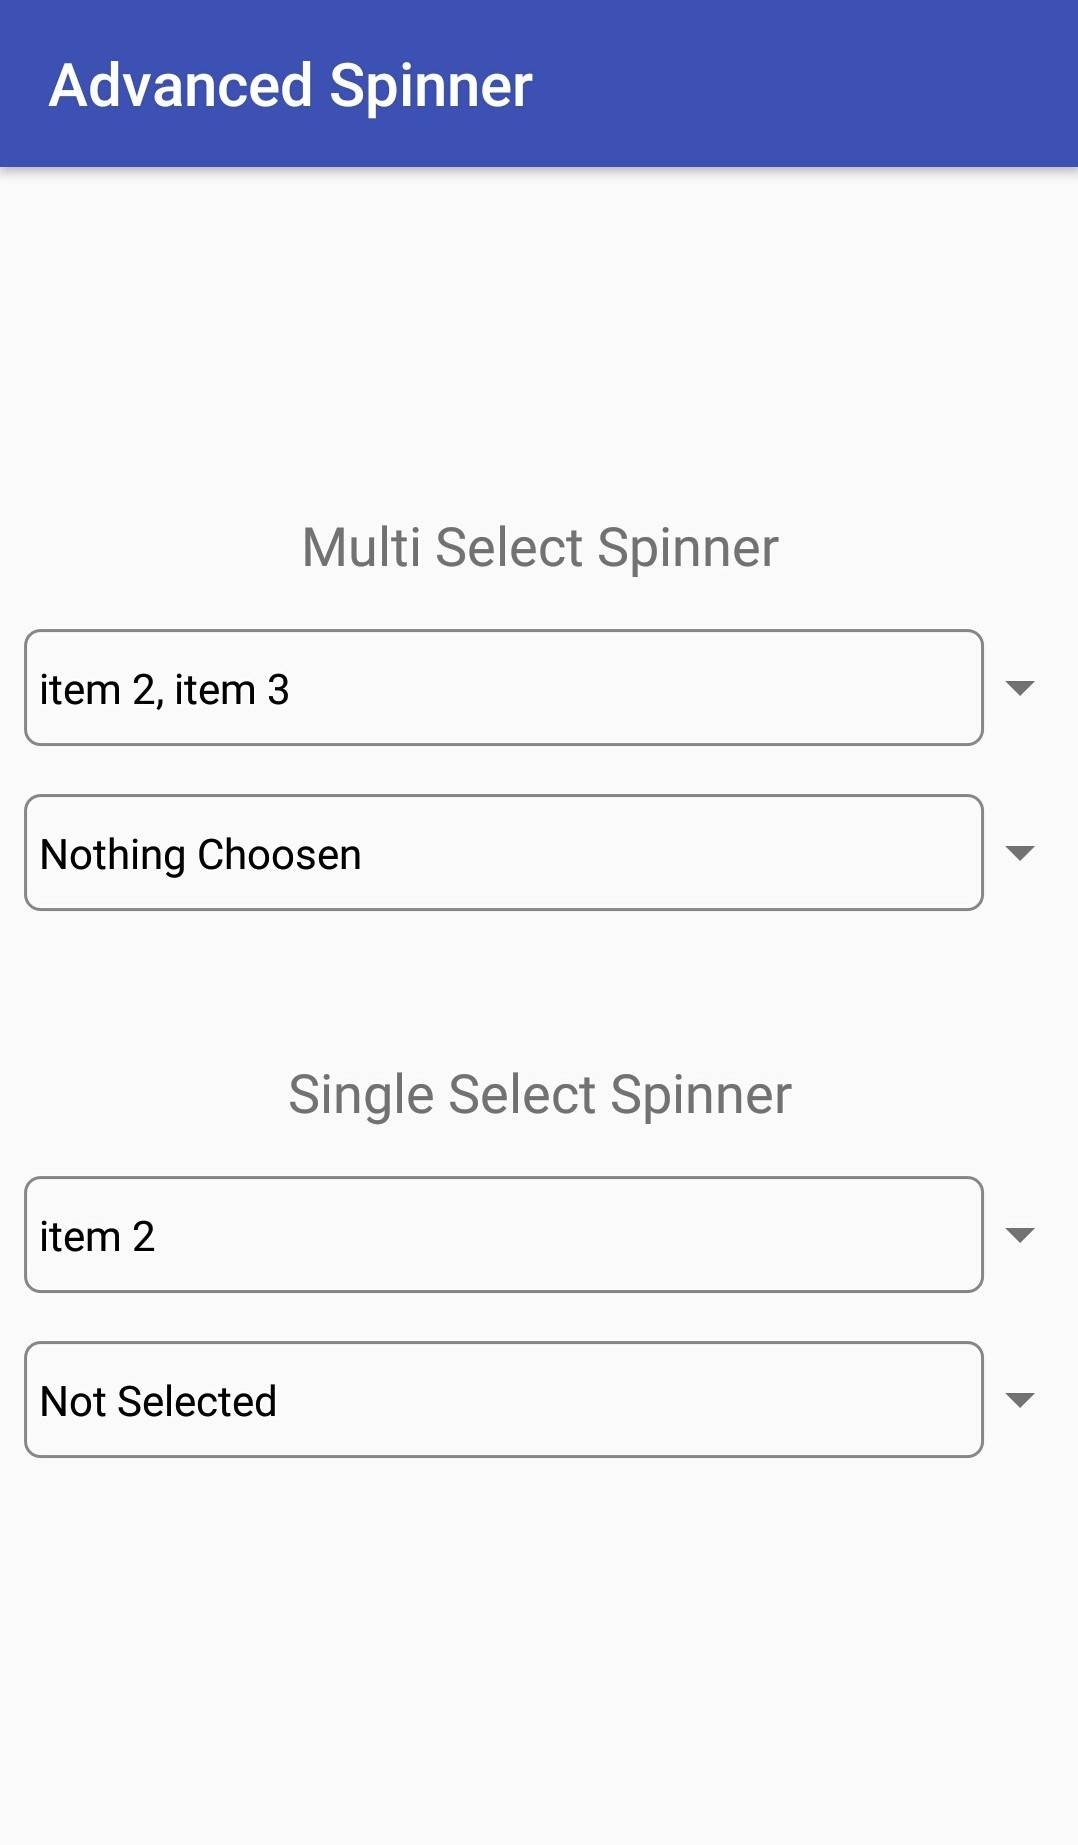 Advanced Spinner
Multi Select Spinner
item 2, item 3
Nothing Choosen
Single Select Spinner
item 2
Not Selected